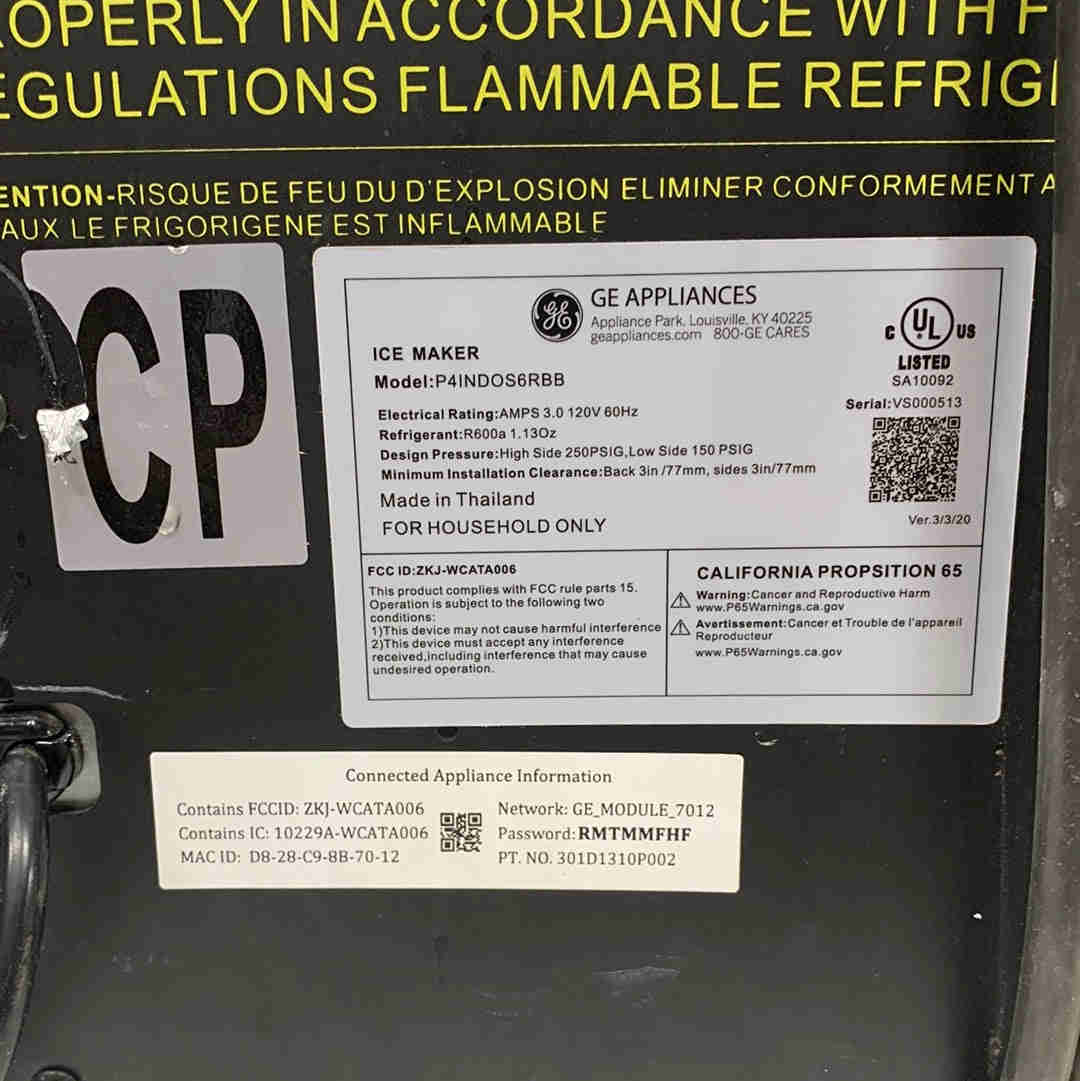 OPERLY IN ACCORDANCE WITH F
EGULATIONS FLAMMABLE REFRIGI
ENTION-RISQUE DE FEU DU D'EXPLOSION ELIMINER CONFORMEMENT A
AUX LE FRIGORIGENE EST INFLAMMABLE
CP
GE GE APPLIANCES
Appliance Park, Louisville, KY 40225
geappliances.com 800-GE CARES
C UL US
LISTED
SA10092
ICE MAKER
Model:P4INDOS6RBB
Serial:VS000513
Electrical Rating:AMPS 3.0 120V 60Hz
Refrigerant:R600a 1.13Oz
Design Pressure:High Side 250PSIG,Low Side 150 PSIG
Minimum Installation Clearance:Back 3in /77mm, sides 3in/77mm
Made in Thailand
FOR HOUSEHOLD ONLY
Ver.3/3/20
FCC ID:ZKJ-WCATA006
This product complies with FCC rule parts 15.
Operation is subject to the following two
conditions:
1)This device may not cause harmful interference
2)This device must accept any interference
received,including interference that may cause
undesired operation.
CALIFORNIA PROPSITION 65
Warning:Cancer and Reproductive Harm
www.P65Warnings.ca.gov
Avertissement:Cancer et Trouble de l'appareil
Reproducteur
www.P65Warnings.ca.gov
Connected Appliance Information
Contains FCCID: ZKJ-WCATA006
Contains IC: 10229A-WCATA006
MAC ID: D8-28-C9-8B-70-12
Network: GE_MODULE_7012
Password: RMTMMFHF
PT. NO. 301D1310P002